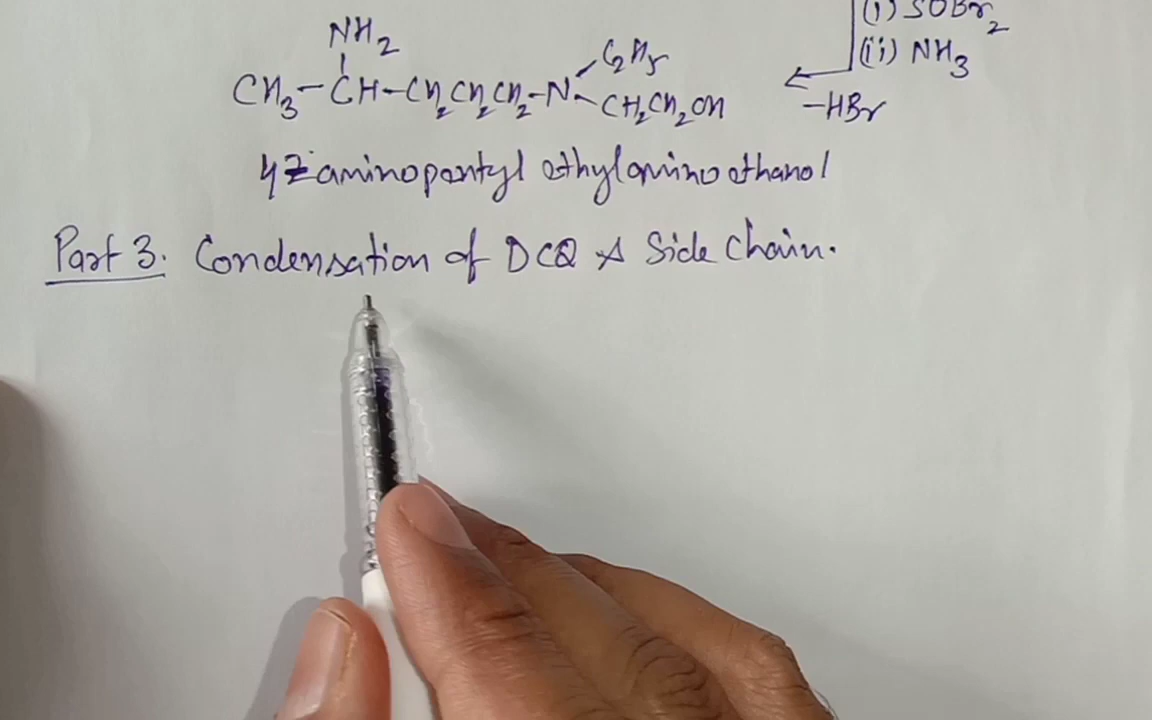 (i) SOBr2
NH2
(ii) NH3
CH3-CH-CH2CH2CH2-N
C2H5
CH2CH2OH
-HBr
4-aminopentyl ethylamino ethanol
Part 3. Condensation of DCQ & Side chain.